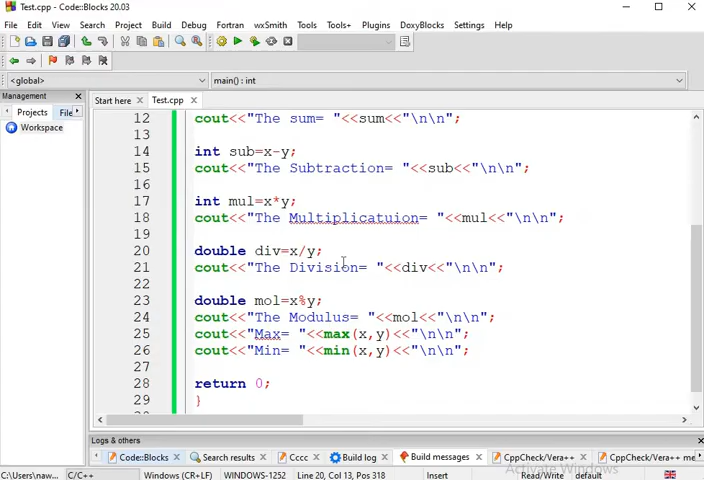 Test.cpp - Code::Blocks 20.03
File Edit View Search Project Build Debug Fortran wxSmith Tools Tools+ Plugins DoxyBlocks Settings Help
<global> main() : int
Management
Start here Test.cpp
Projects File
Workspace
12 cout<<"The sum= "<<sum<<"\n\n";
13
14 int sub=x-y;
15 cout<<"The Subtraction= "<<sub<<"\n\n";
16
17 int mul=x*y;
18 cout<<"The Multiplicatuion= "<<mul<<"\n\n";
19
20 double div=x/y;
21 cout<<"The Division= "<<div<<"\n\n";
22
23 double mol=x%y;
24 cout<<"The Modulus= "<<mol<<"\n\n";
25 cout<<"Max= "<<max(x,y)<<"\n\n";
26 cout<<"Min= "<<min(x,y)<<"\n\n";
27
28 return 0;
29 }
Logs & others
Code::Blocks Search results Cccc Build log Build messages CppCheck/Vera++ CppCheck/Vera++ me
Activate Windows
C:\Users\naw... C/C++ Windows (CR+LF) WINDOWS-1252 Line 20, Col 13, Pos 318 Insert Read/Write default